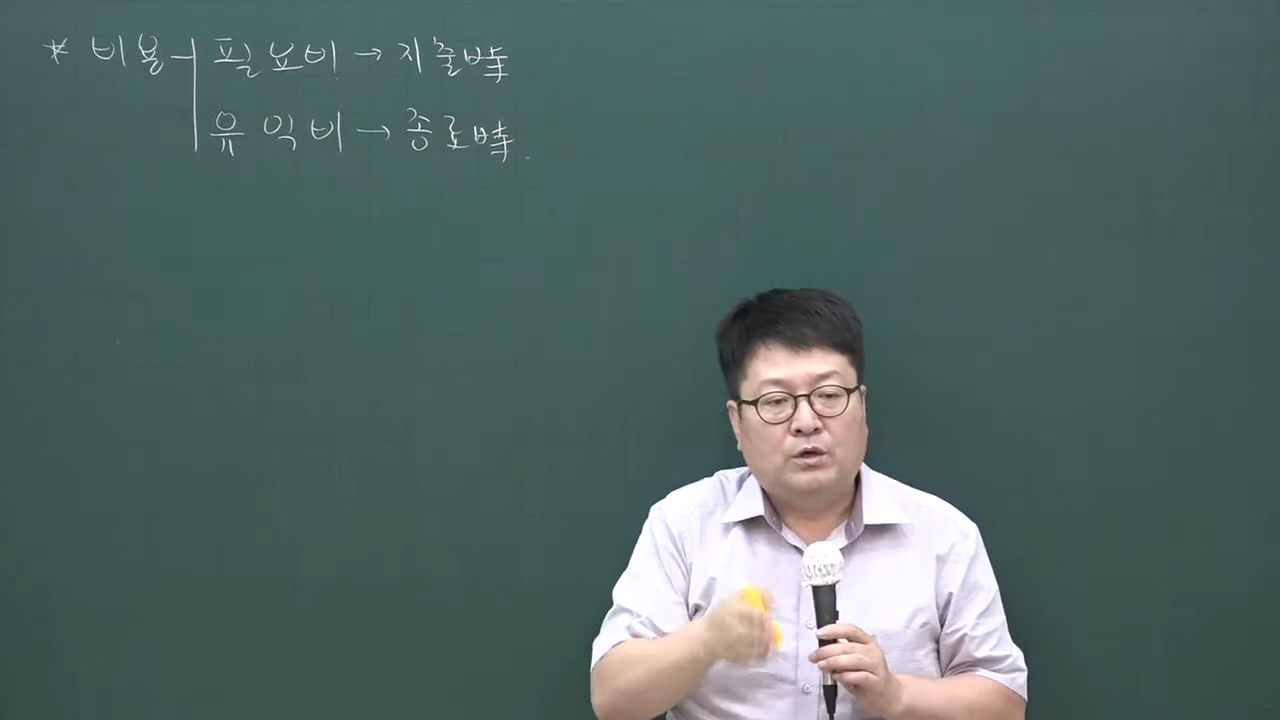 * 비용 필요비 → 지출時
유익비 → 종료時.